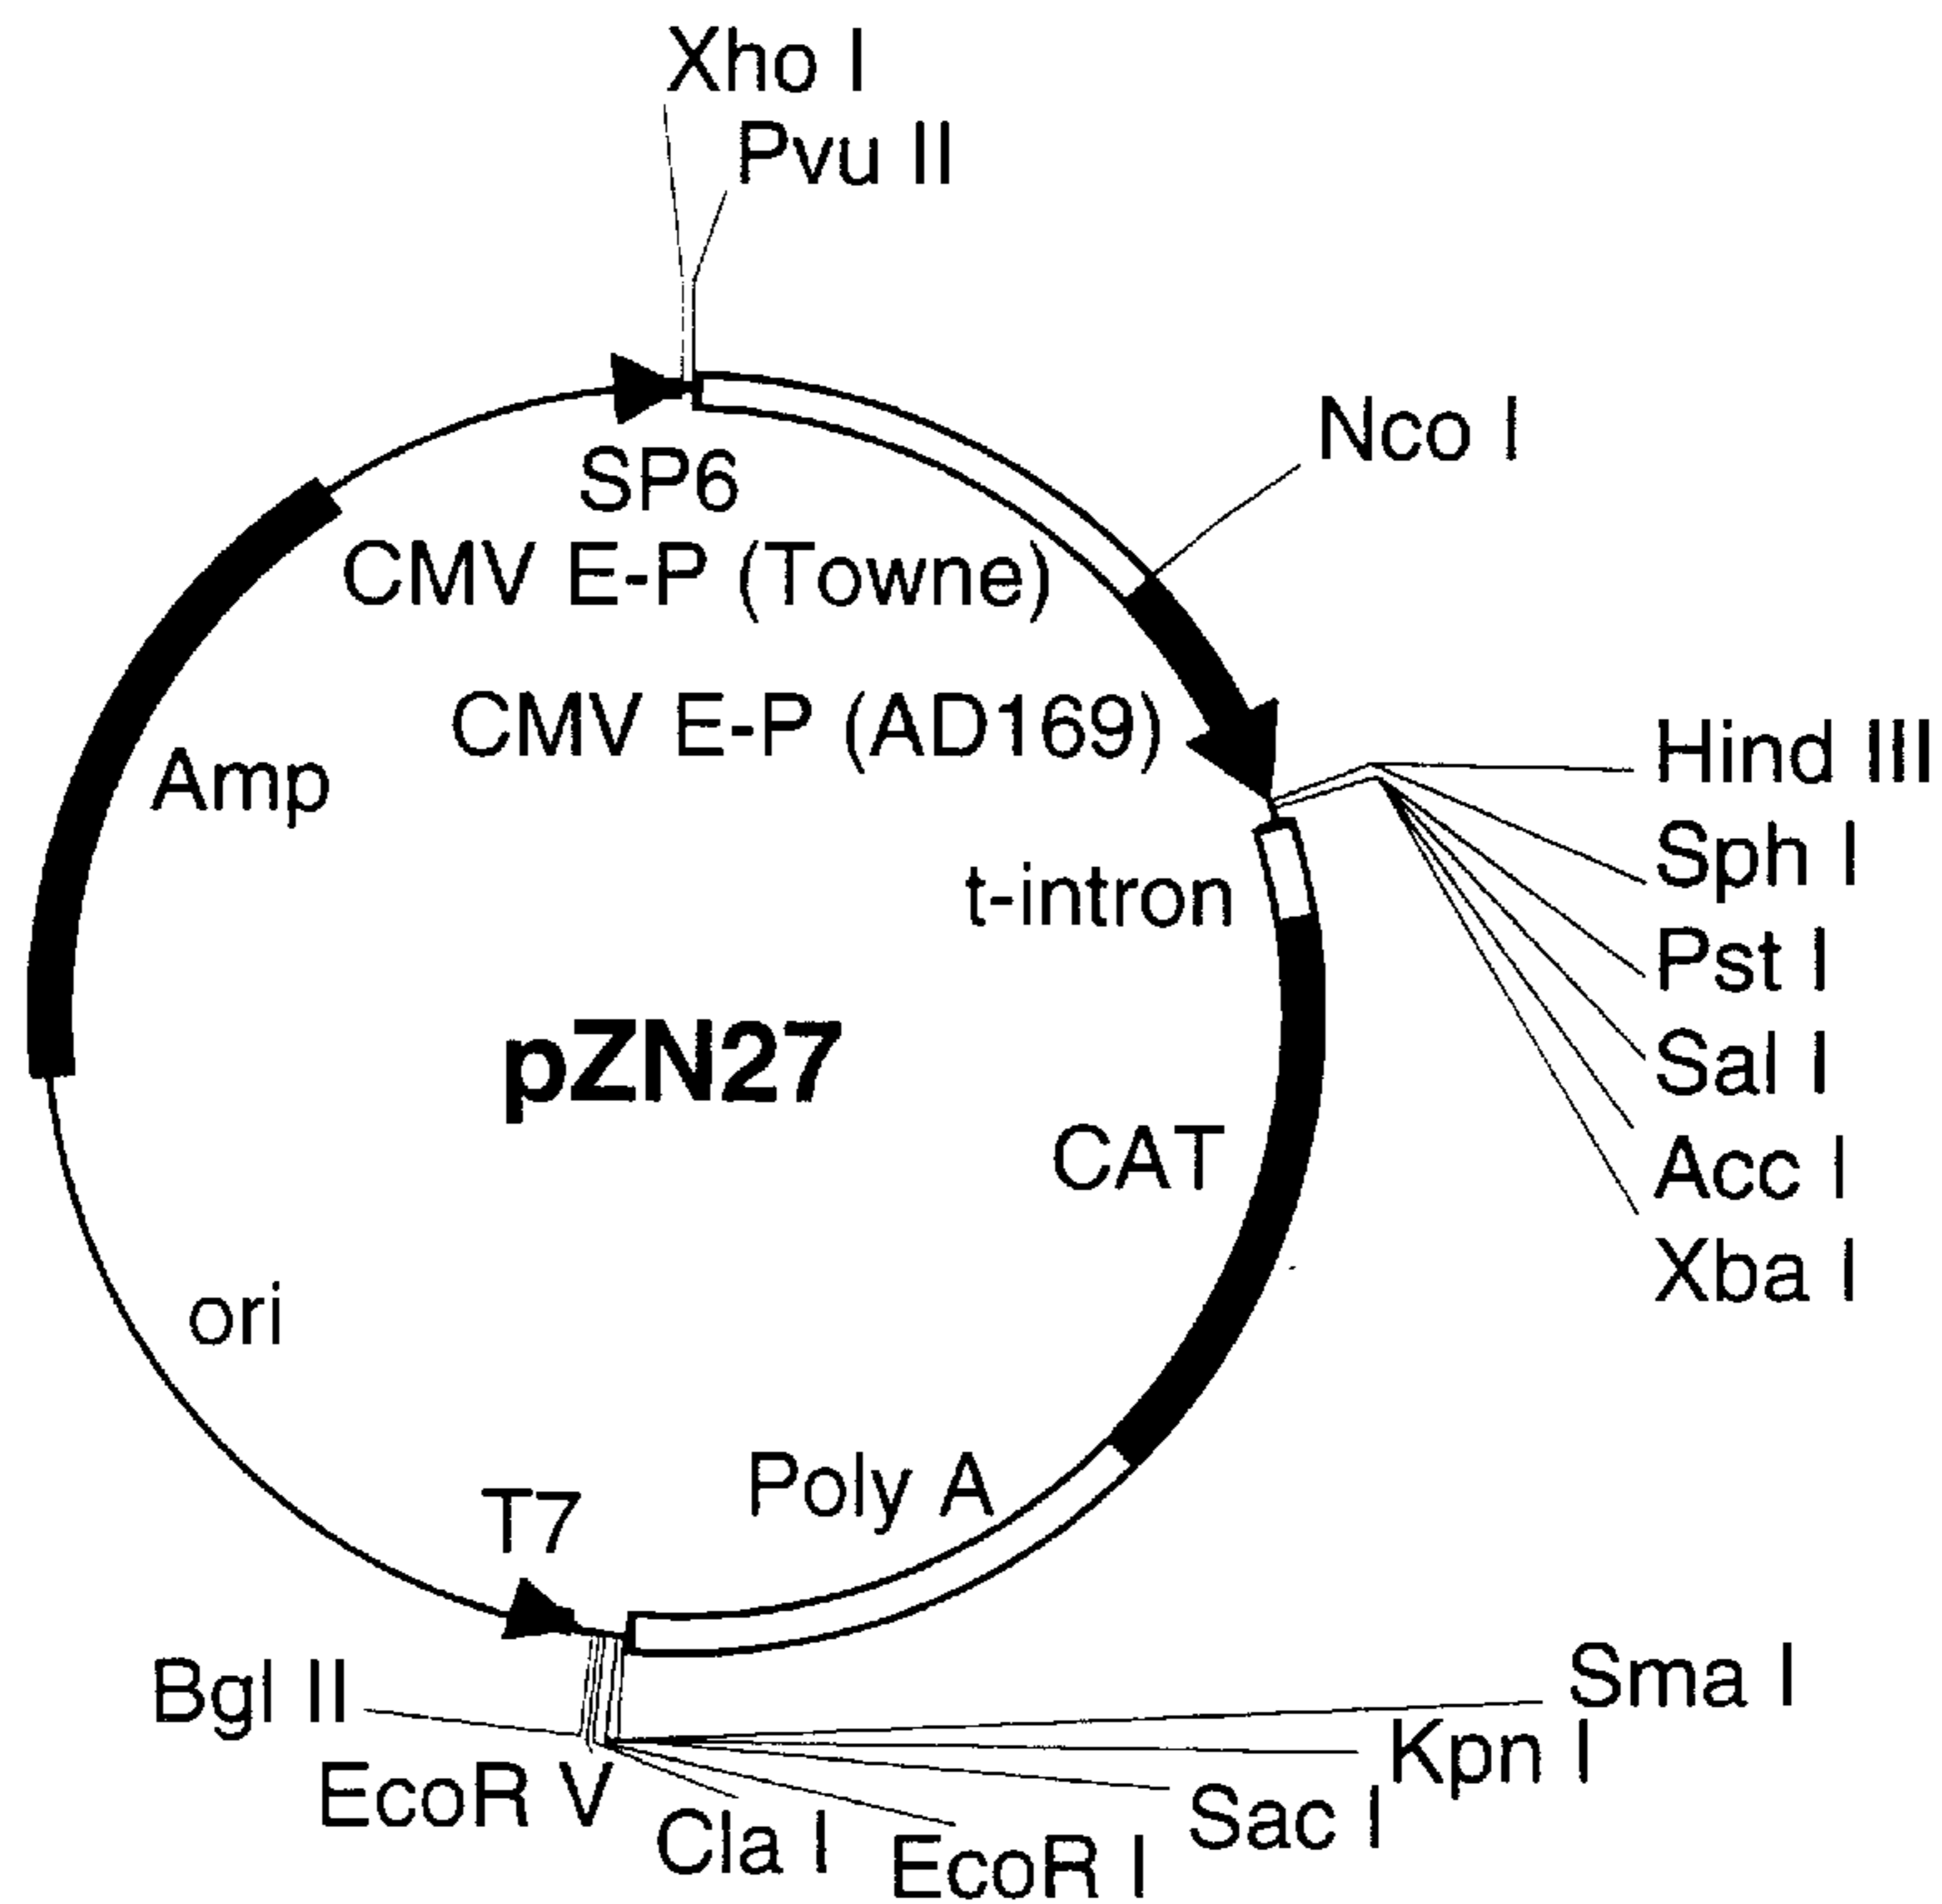 Xho I
Pvu II
Nco I
SP6
CMV E-P (Towne)
CMV E-P (AD169)
Hind III
Amp
Sph I
t-intron
Pst I
pZN27
Sal I
CAT
Acc I
Xba I
ori
Poly A
T7
Bgl II
Sma I
Kpn I
EcoR V
Sac I
Cla I
EcoR I